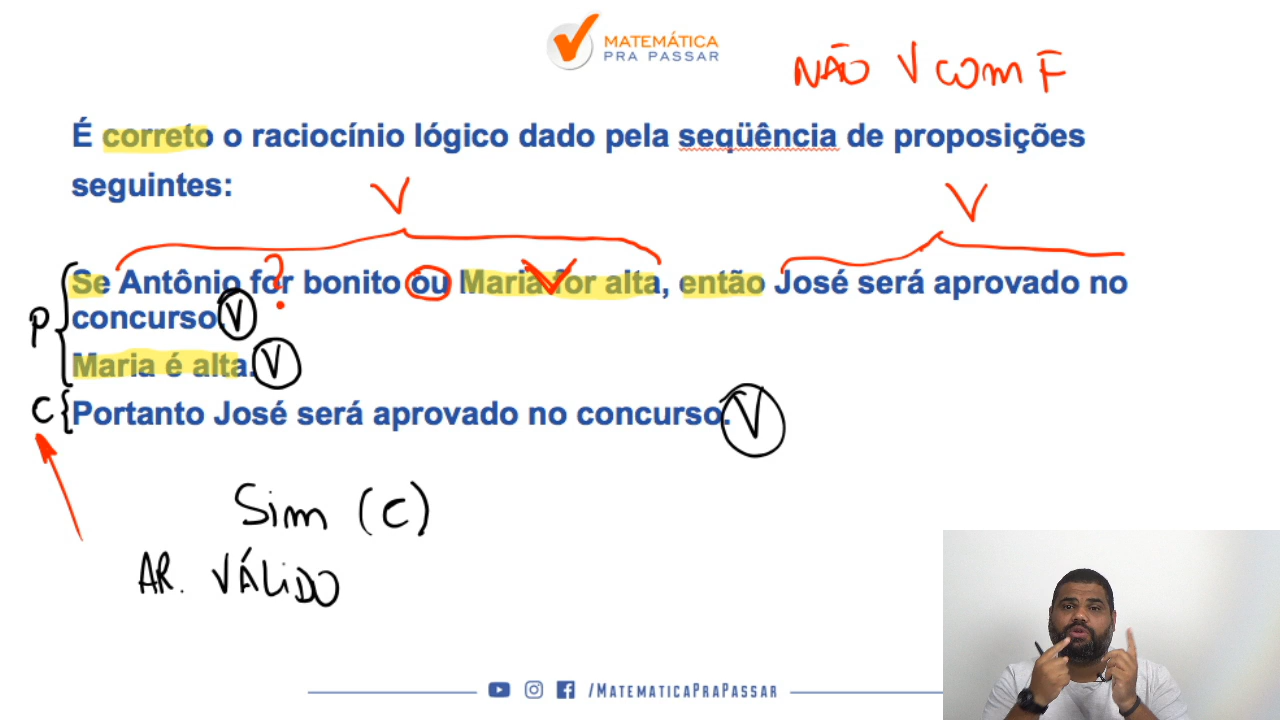 MATEMÁTICA
PRA PASSAR
NÃO V COM F
É correto o raciocínio lógico dado pela seqüência de proposições
seguintes:
V V
Se Antônio for bonito ou Maria for alta, então José será aprovado no
? V
P
concurso. V
Maria é alta. V
C { Portanto José será aprovado no concurso. V
Sim (C)
AR. VÁLIDO
/MATEMATICAPRAPASSAR